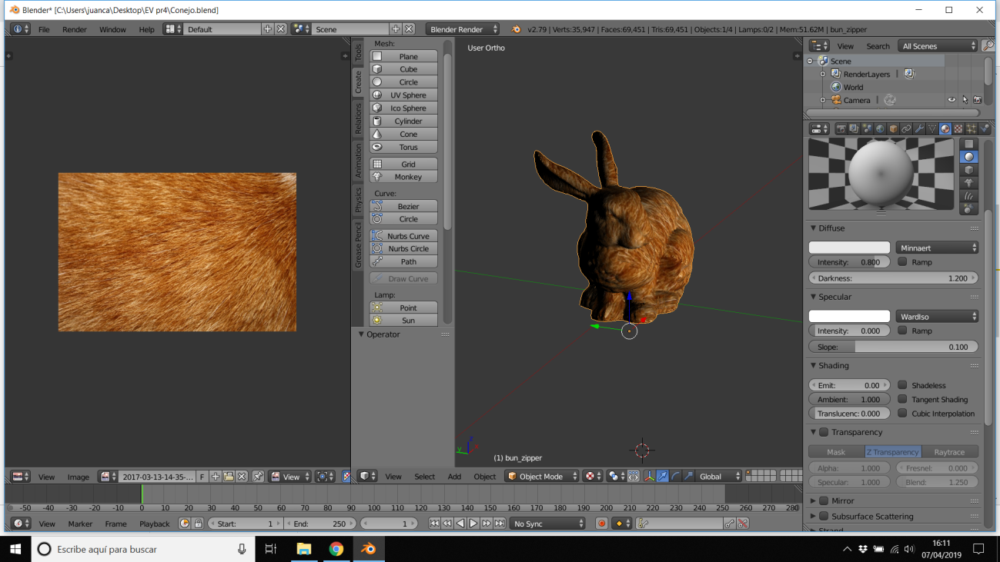 Blender* [C:\Users\juanca\Desktop\EV pr4\Conejo.blend]
File Render Window Help Default Scene Blender Render v2.79 | Verts:35,947 | Faces:69,451 | Tris:69,451 | Objects:1/4 | Lamps:0/2 | Mem:51.62M | bun_zipper
Tools
Create
Relations
Animation
Physics
Grease Pencil
Mesh:
Plane
Cube
Circle
UV Sphere
Ico Sphere
Cylinder
Cone
Torus
Grid
Monkey
Curve:
Bezier
Circle
Nurbs Curve
Nurbs Circle
Path
Draw Curve
Lamp:
Point
Sun
Operator
User Ortho
z
y
(1) bun_zipper
View Search All Scenes
Scene
RenderLayers
World
Camera
Diffuse
Minnaert
Intensity: 0.800 Ramp
Darkness: 1.200
Specular
WardIso
Intensity: 0.000 Ramp
Slope: 0.100
Shading
Emit: 0.00 Shadeless
Ambient: 1.000 Tangent Shading
Translucenc: 0.000 Cubic Interpolation
Transparency
Mask Z Transparency Raytrace
Alpha: 1.000 Fresnel: 0.000
Specular: 1.000 Blend: 1.250
Mirror
Subsurface Scattering
Strand
View Image 2017-03-13-14-35-... F View
View Select Add Object Object Mode Global
-50 -40 -30 -20 -10 0 10 20 30 40 50 60 70 80 90 100 110 120 130 140 150 160 170 180 190 200 210 220 230 240 250 260 270 280
View Marker Frame Playback Start: 1 End: 250 1 No Sync
Escribe aquí para buscar
16:11
07/04/2019